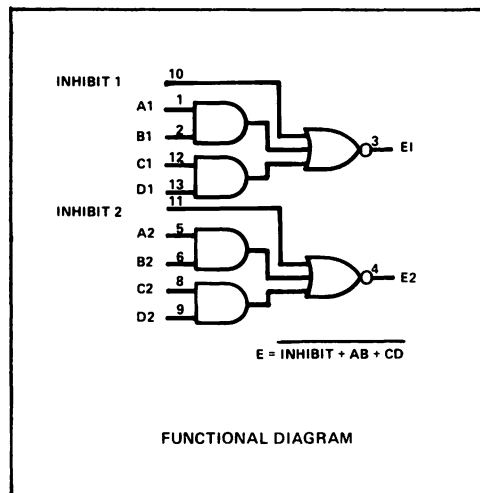 INHIBIT 1 10
A1 1
B1 2
3 E1
C1 12
D1 13
INHIBIT 2 11
A2 5
B2 6
4 E2
C2 8
D2 9
E = INHIBIT + AB + CD
FUNCTIONAL DIAGRAM